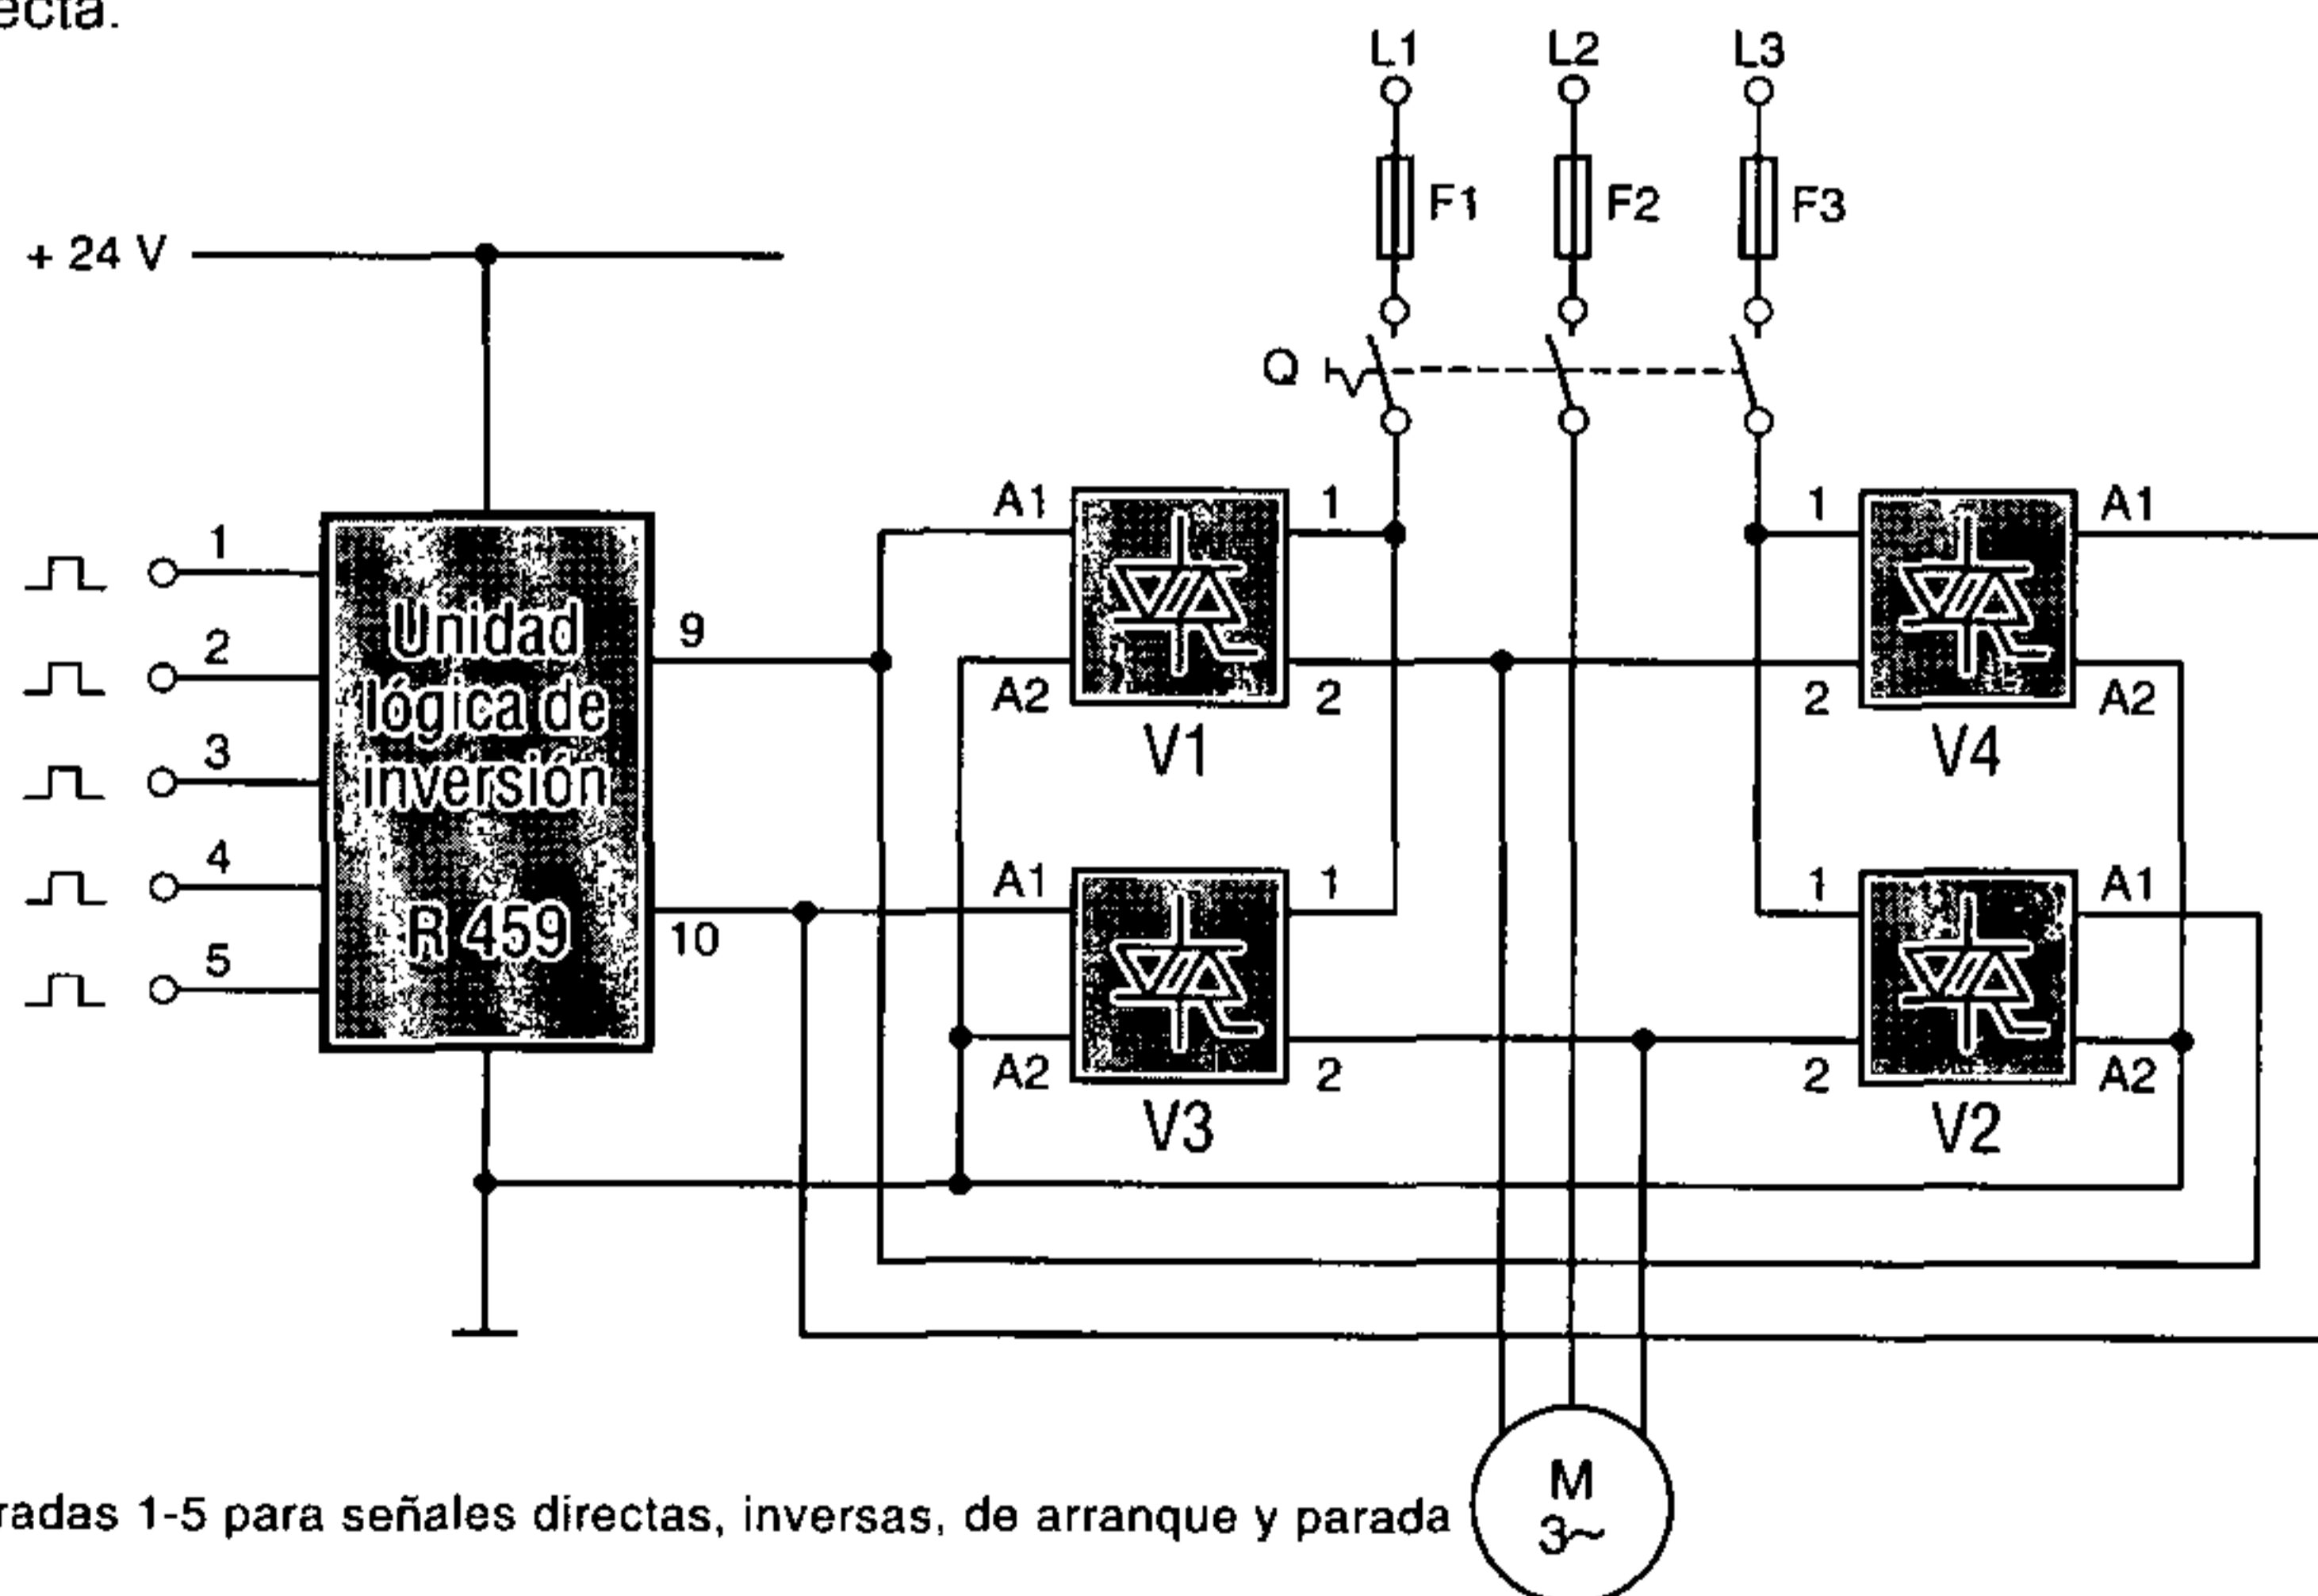 L1 L2 L3
F1 F2 F3
+ 24 V
Q
1
2
3
4
5
Unidad
lógica de
inversión
R 459
9
10
A1 1
A2 2
V1
1 A1
2 A2
V4
A1 1
A2 2
V3
1 A1
2 A2
V2
M
3~
1-5 para señales directas, inversas, de arranque y parada